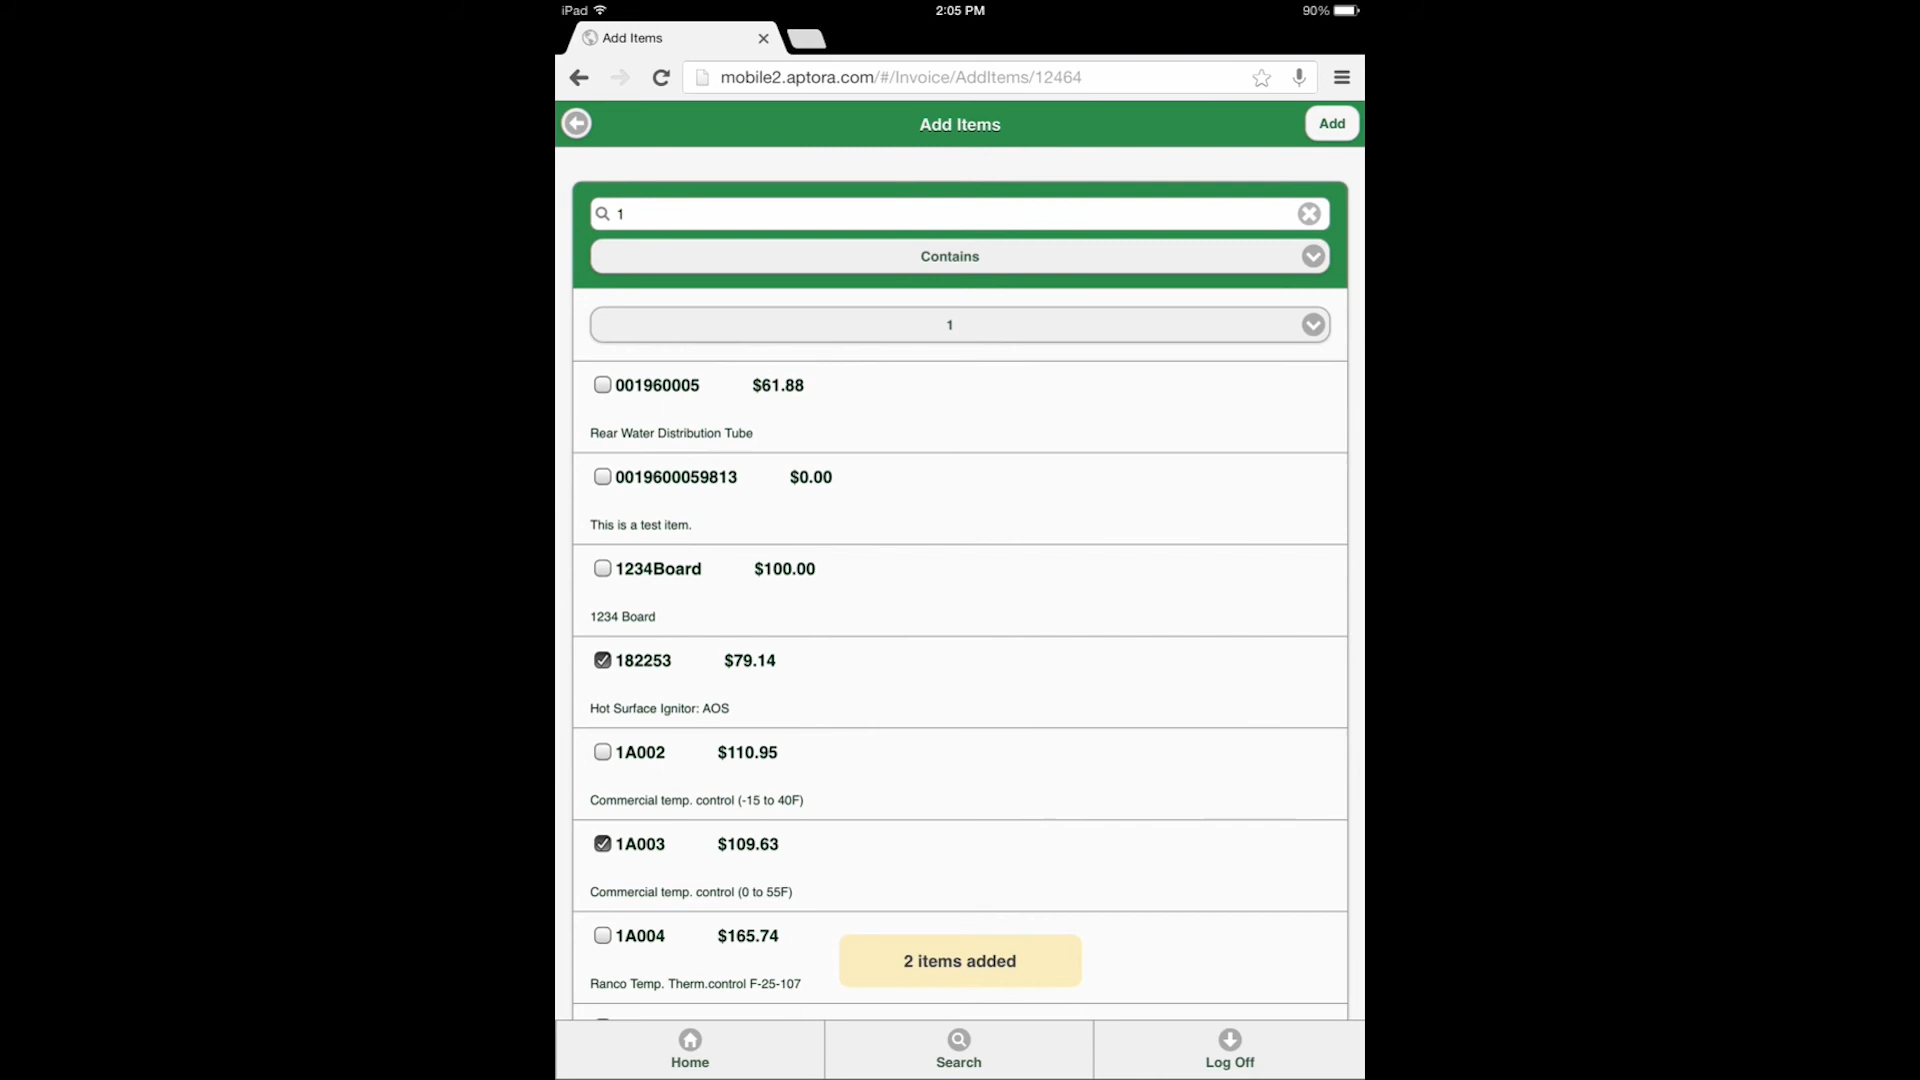 iPad 2:05 PM 90%
Add Items
mobile2.aptora.com/#/Invoice/AddItems/12464
Add Items Add
1
Contains
1
001960005 $61.88
Rear Water Distribution Tube
0019600059813 $0.00
This is a test item.
1234Board $100.00
1234 Board
182253 $79.14
Hot Surface Ignitor: AOS
1A002 $110.95
Commercial temp. control (-15 to 40F)
1A003 $109.63
Commercial temp. control (0 to 55F)
1A004 $165.74
2 items added
Ranco Temp. Therm.control F-25-107
Home Search Log Off